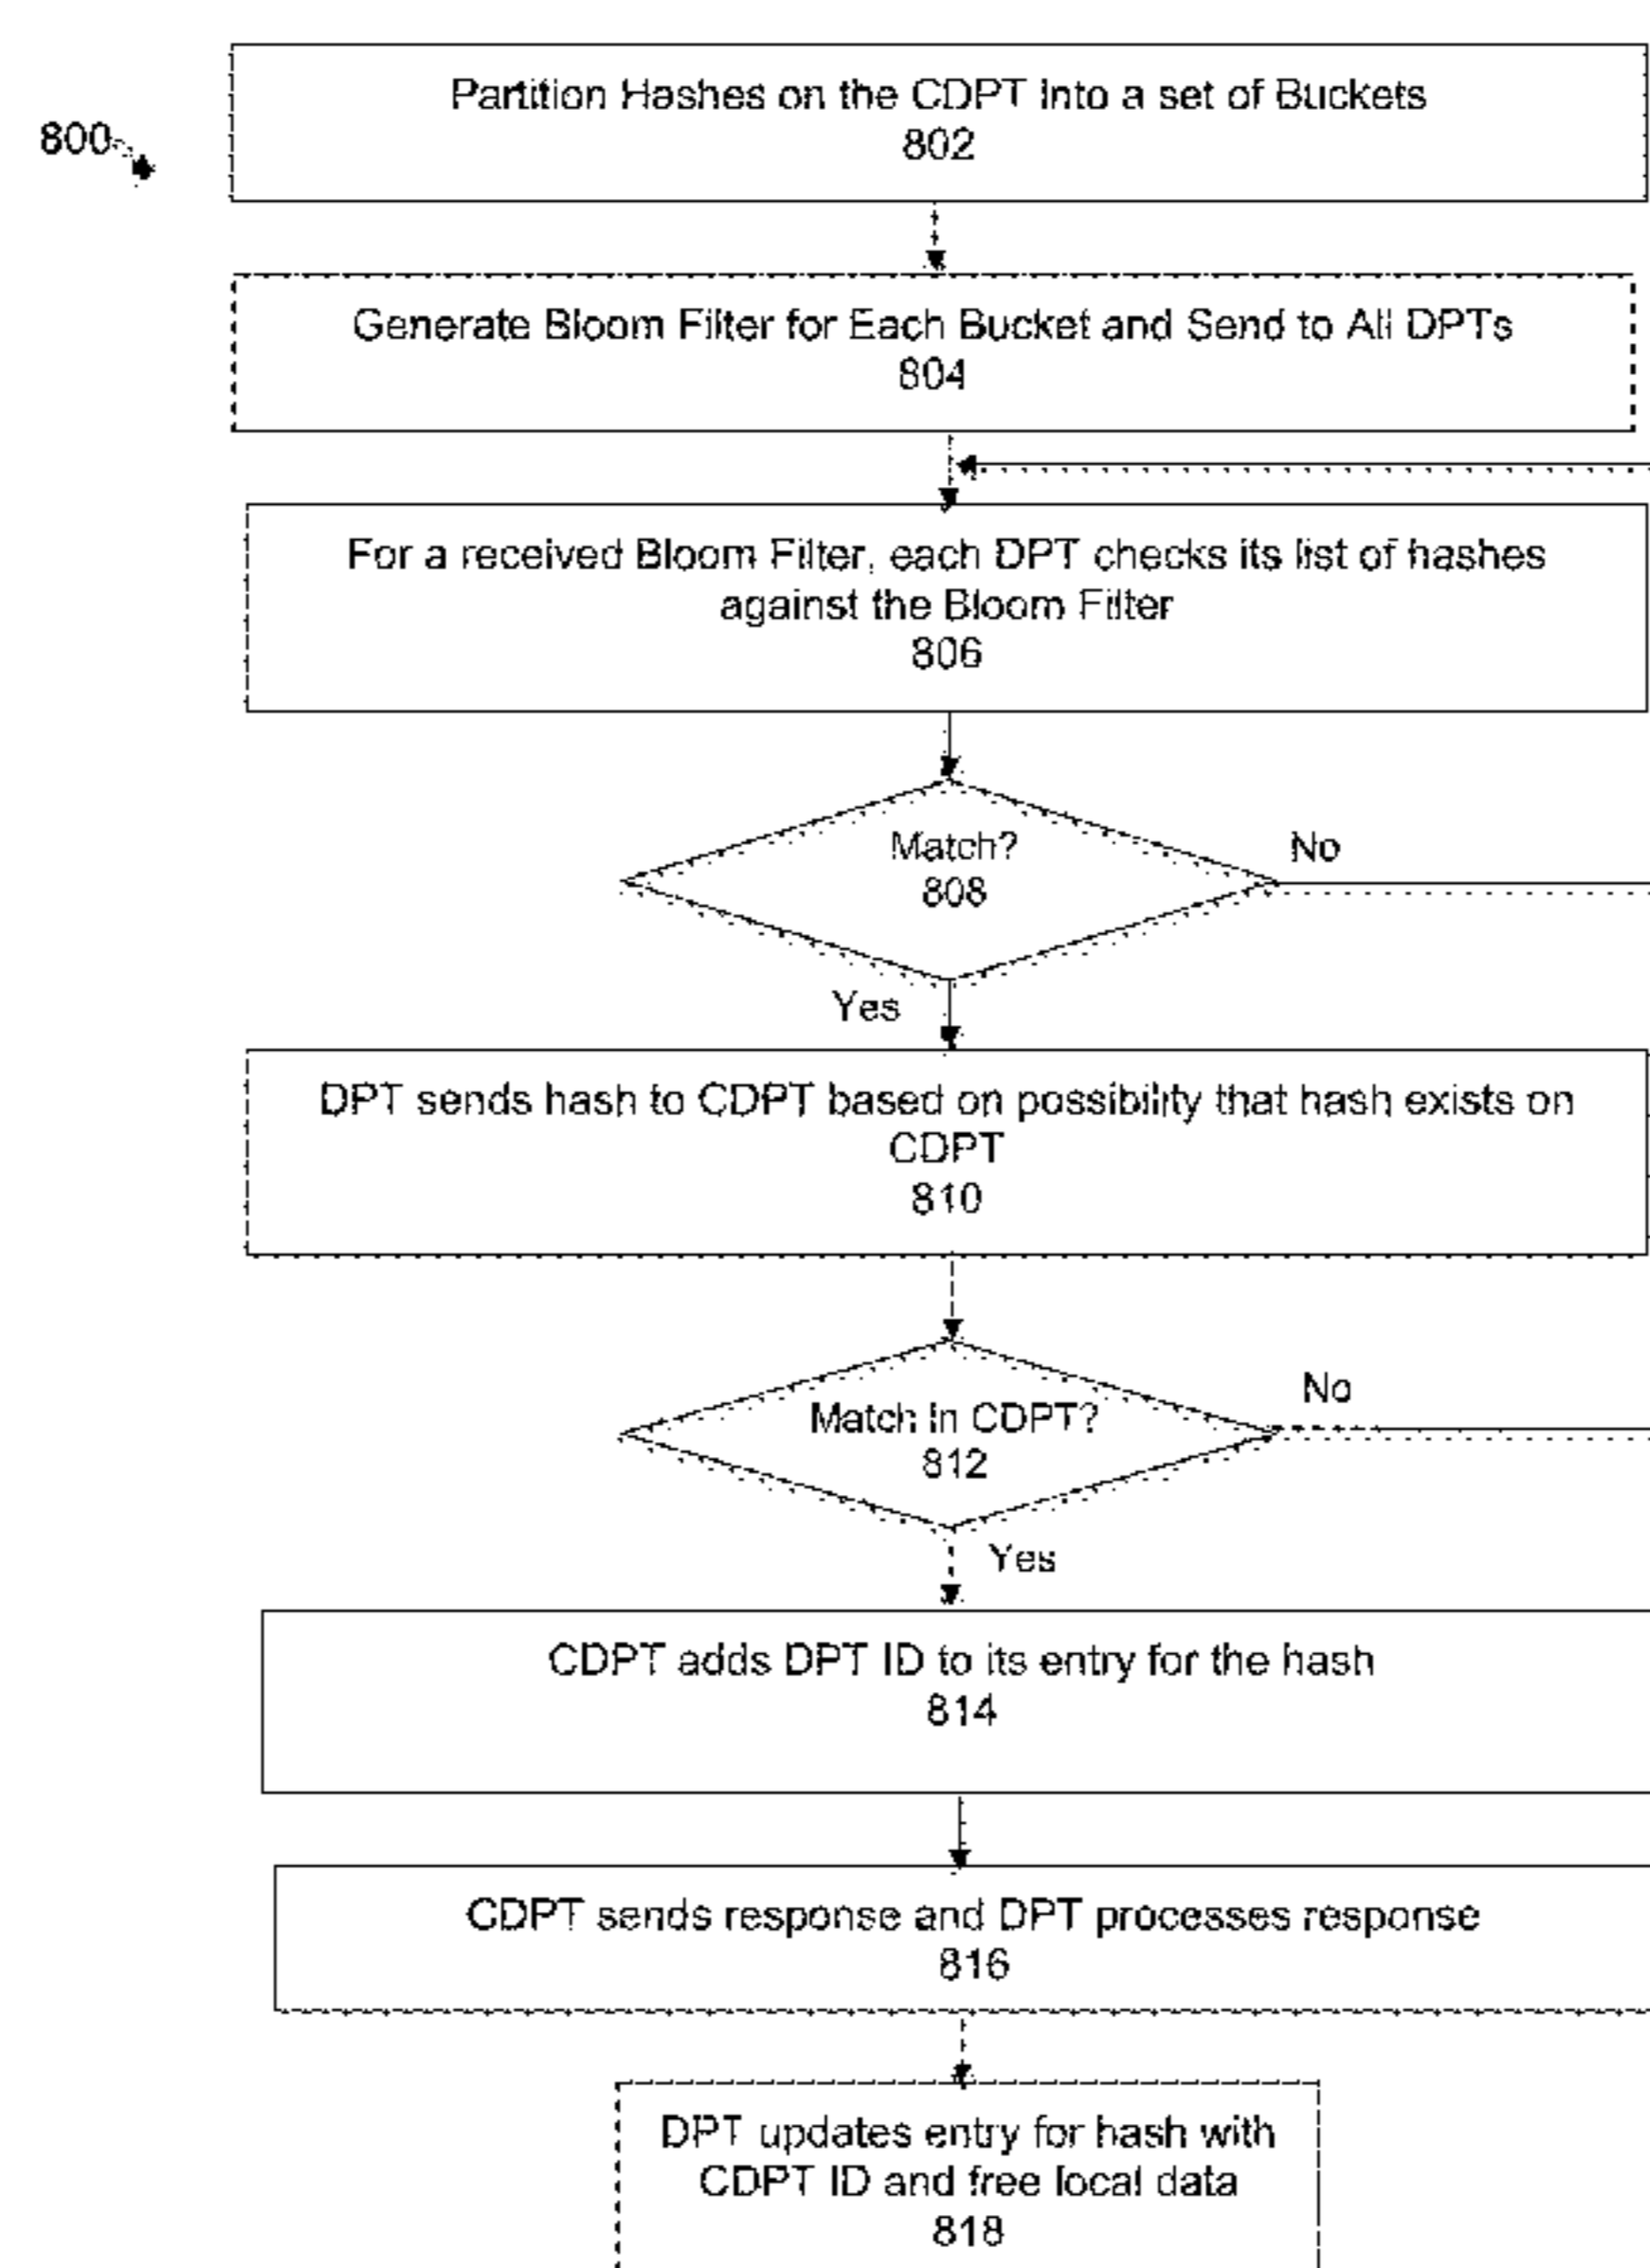 800
Partition Hashes on the CDPT into a set of Buckets
802
Generate Bloom Filter for Each Bucket and Send to All DPTs
804
For a received Bloom Filter, each DPT checks its list of hashes
against the Bloom Filter
806
Match?
808
No
Yes
DPT sends hash to CDPT based on possibility that hash exists on
CDPT
810
Match in CDPT?
812
No
Yes
CDPT adds DPT ID to its entry for the hash
814
CDPT sends response and DPT processes response
816
DPT updates entry for hash with
CDPT ID and free local data
818